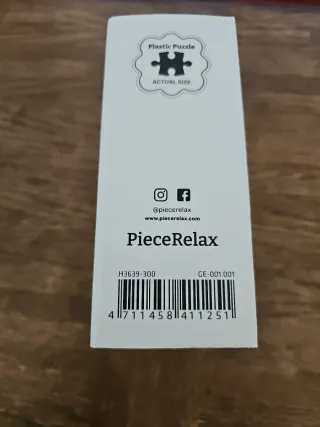 Plastic Puzzle
ACTUAL SIZE
@piecerelax
www.piecerelax.com
PieceRelax
H3639-300 GE-001.001
4 711458 411251